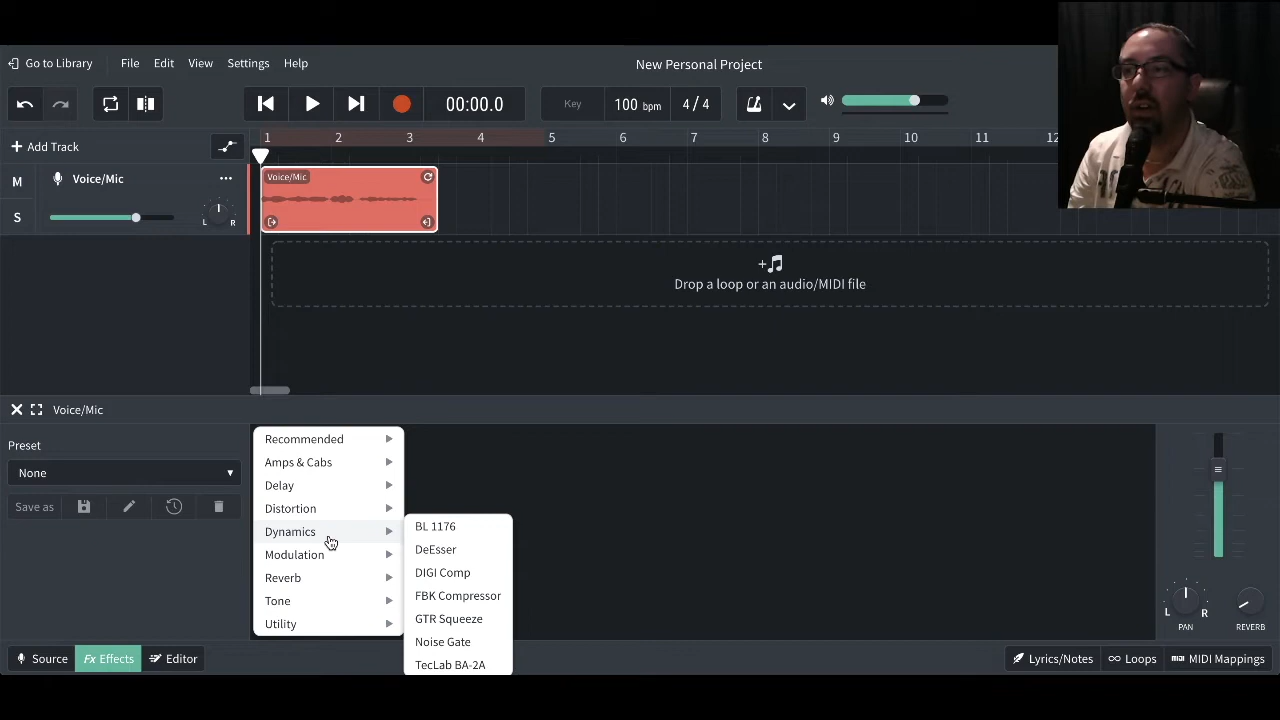 Go to Library
File
Edit
View
Settings
Help
New Personal Project
00:00.0
Key
100 bpm
4/4
1 2 3 4 5 6 7 8 9 10 11 12
+ Add Track
M
Voice/Mic
S
L R
Voice/Mic
Drop a loop or an audio/MIDI file
Voice/Mic
Preset
None
Save as
Recommended
Amps & Cabs
Delay
Distortion
Dynamics
Modulation
Reverb
Tone
Utility
BL 1176
DeEsser
DIGI Comp
FBK Compressor
GTR Squeeze
Noise Gate
TecLab BA-2A
L R
PAN
REVERB
Source
Fx Effects
Editor
Lyrics/Notes
Loops
MIDI Mappings